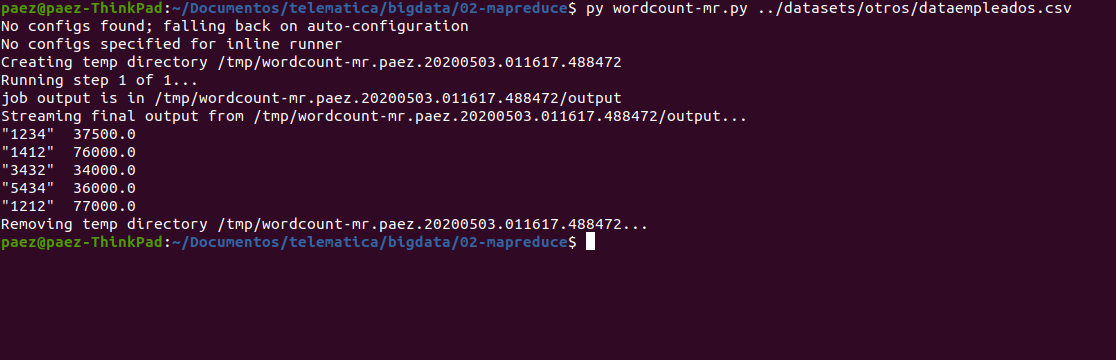 paez@paez-ThinkPad:~/Documentos/telematica/bigdata/02-mapreduce$ py wordcount-mr.py ../datasets/otros/dataempleados.csv
No configs found; falling back on auto-configuration
No configs specified for inline runner
Creating temp directory /tmp/wordcount-mr.paez.20200503.011617.488472
Running step 1 of 1...
job output is in /tmp/wordcount-mr.paez.20200503.011617.488472/output
Streaming final output from /tmp/wordcount-mr.paez.20200503.011617.488472/output...
"1234"  37500.0
"1412"  76000.0
"3432"  34000.0
"5434"  36000.0
"1212"  77000.0
Removing temp directory /tmp/wordcount-mr.paez.20200503.011617.488472...
paez@paez-ThinkPad:~/Documentos/telematica/bigdata/02-mapreduce$